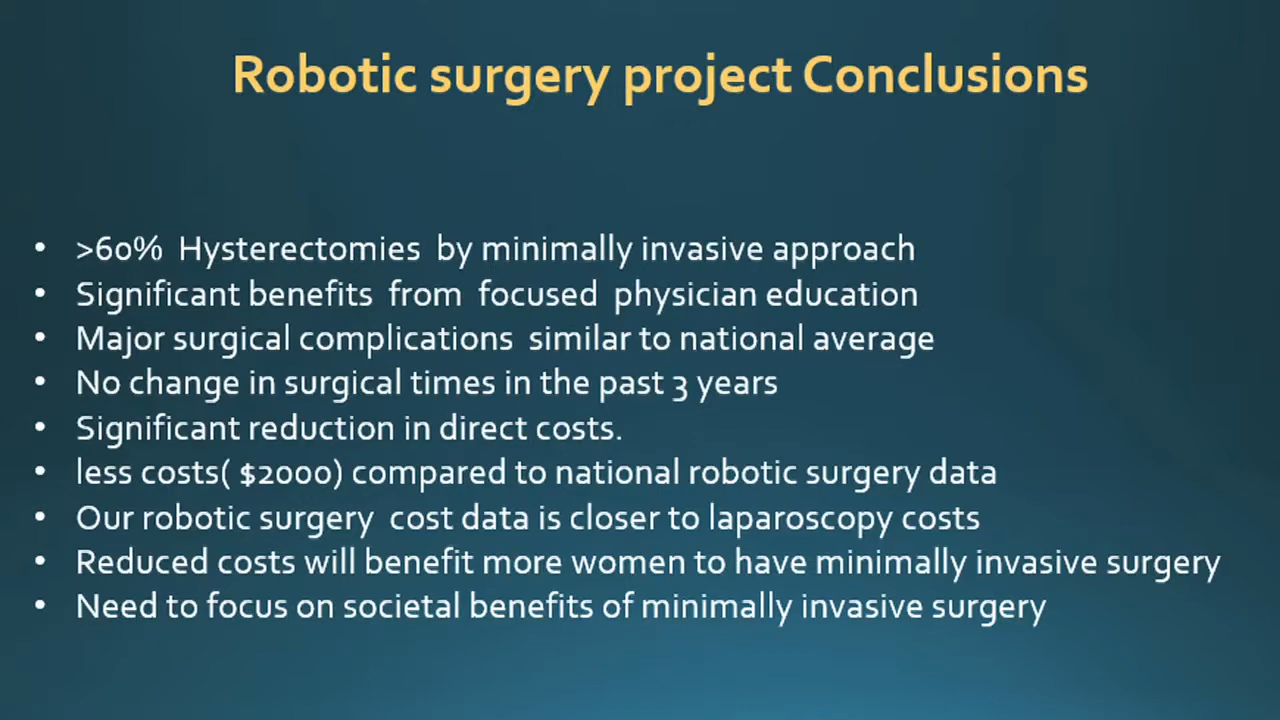 Robotic surgery project Conclusions
• >60% Hysterectomies by minimally invasive approach
• Significant benefits from focused physician education
• Major surgical complications similar to national average
• No change in surgical times in the past 3 years
• Significant reduction in direct costs.
• less costs( $2000) compared to national robotic surgery data
• Our robotic surgery cost data is closer to laparoscopy costs
• Reduced costs will benefit more women to have minimally invasive surgery
• Need to focus on societal benefits of minimally invasive surgery